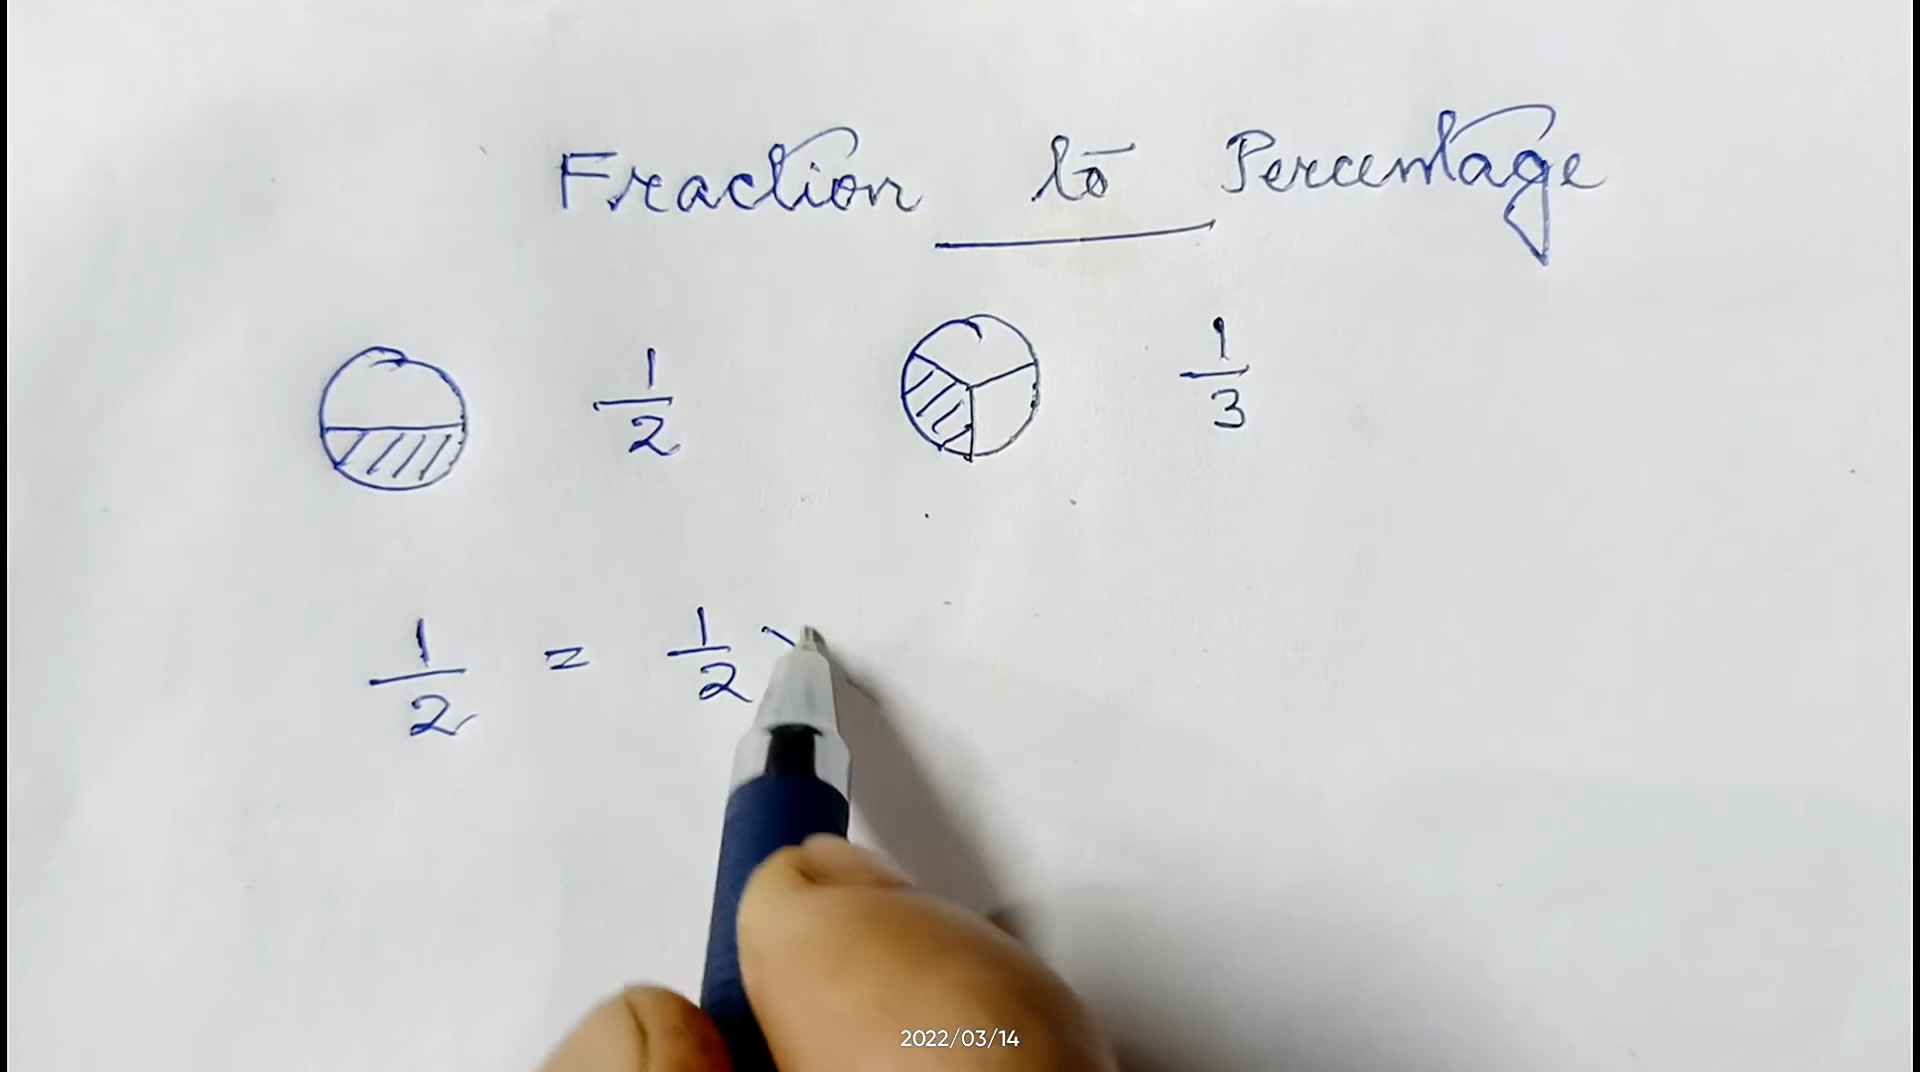 Fraction to Percentage
1/2 1/3
1/2 = 1/2
2022/03/14